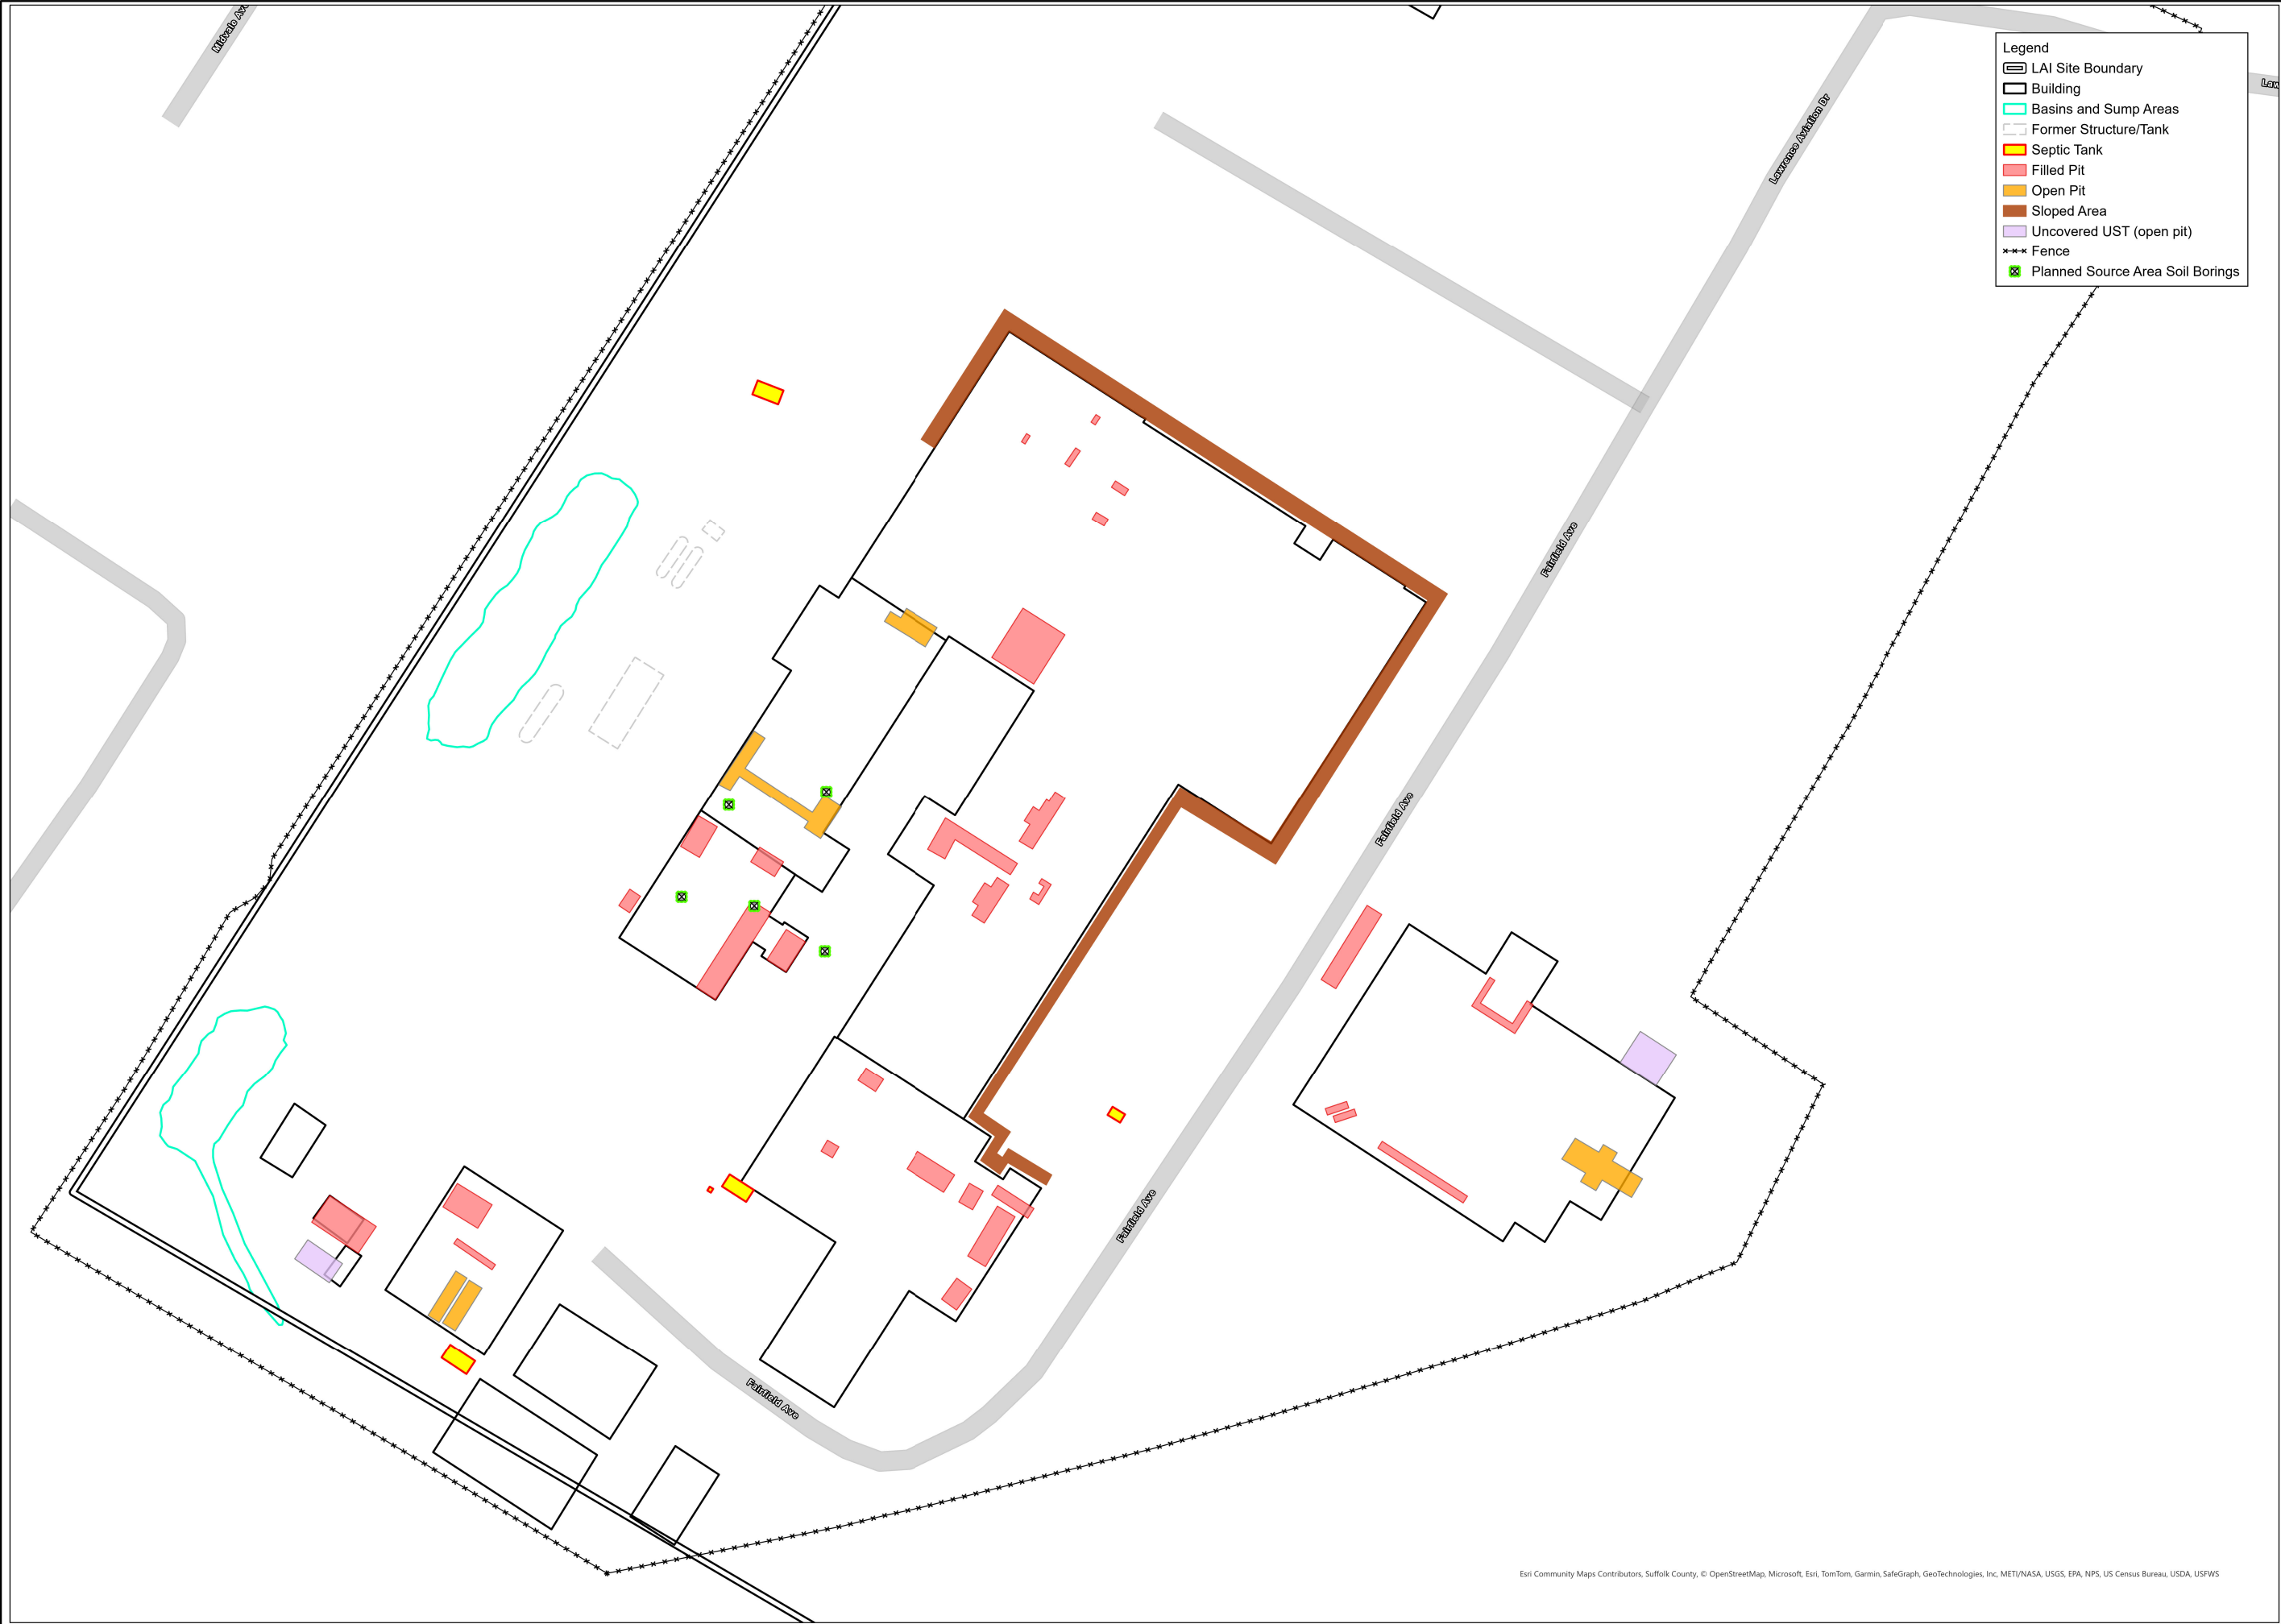 Midvale Ave
Legend
LAI Site Boundary
Building
Basins and Sump Areas
Former Structure/Tank
Septic Tank
Filled Pit
Open Pit
Sloped Area
Uncovered UST (open pit)
Fence
Planned Source Area Soil Borings
Law
Lawrence Aviation Dr
Fairfield Ave
Fairfield Ave
Fairfield Ave
Fairfield Ave
Esri Community Maps Contributors, Suffolk County, © OpenStreetMap, Microsoft, Esri, TomTom, Garmin, SafeGraph, GeoTechnologies, Inc, METI/NASA, USGS, EPA, NPS, US Census Bureau, USDA, USFWS